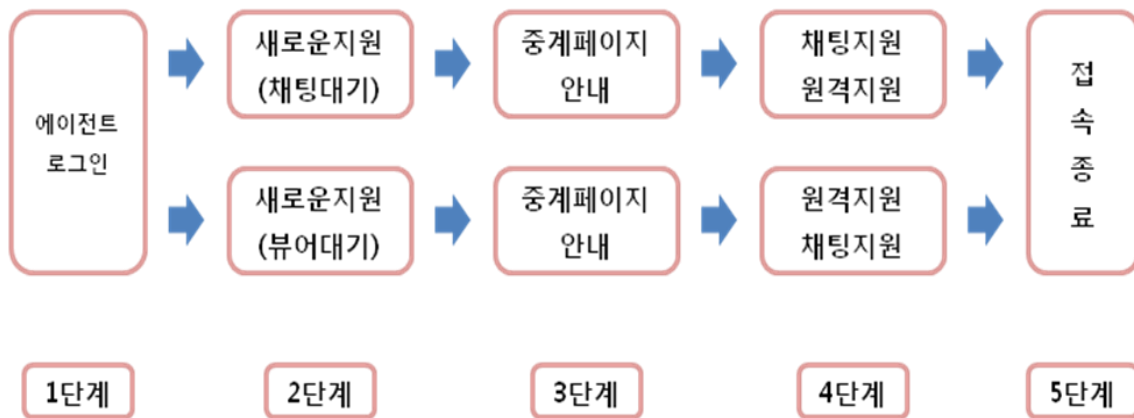 에이전트
로그인
새로운지원
(채팅대기)
중계페이지
안내
채팅지원
원격지원
새로운지원
(뷰어대기)
중계페이지
안내
원격지원
채팅지원
접
속
종
료
1단계
2단계
3단계
4단계
5단계